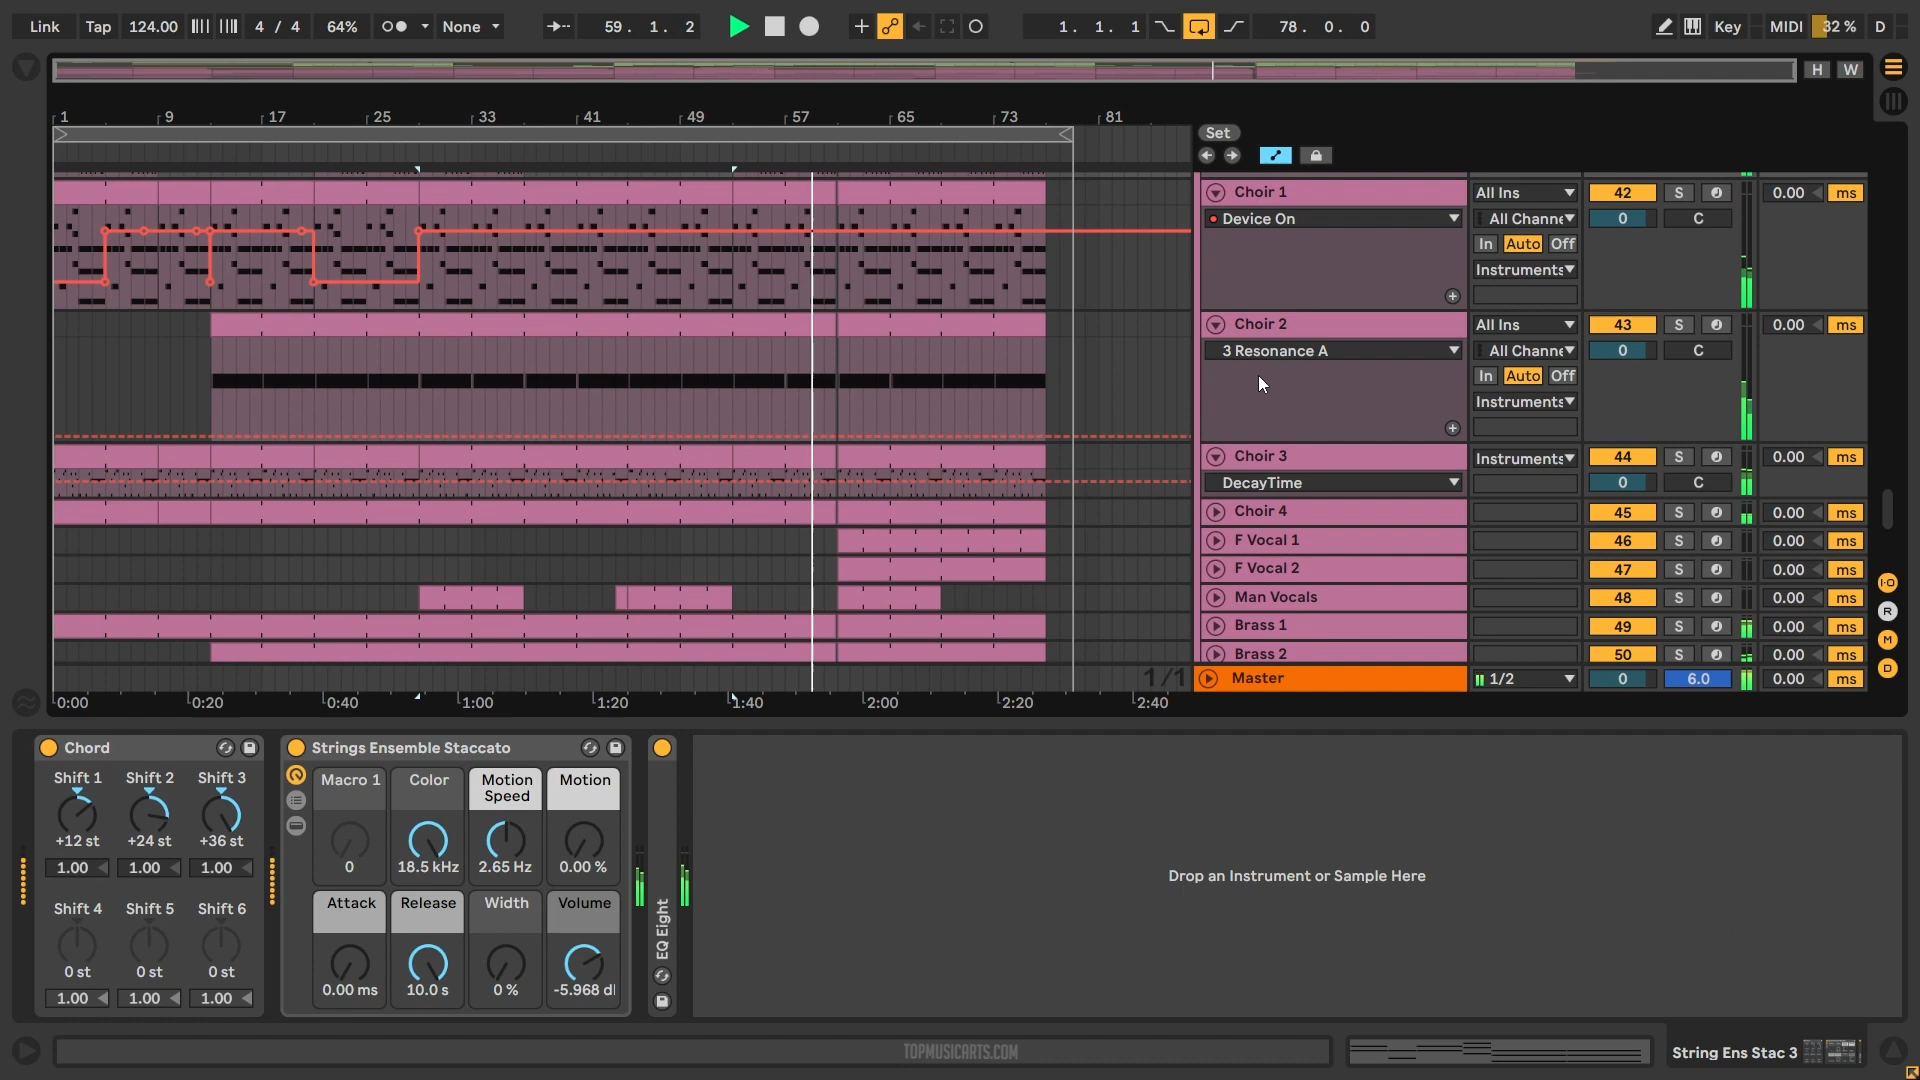 Link Tap 124.00 4 / 4 64% None 59. 1. 2 1. 1. 1 78. 0. 0 Key MIDI 32 % D
H W
1 9 17 25 33 41 49 57 65 73 81
Set
Choir 1 All Ins 42 S 0.00 ms
Device On All Channe 0 C
In Auto Off
Instruments
Choir 2 All Ins 43 S 0.00 ms
3 Resonance A All Channe 0 C
In Auto Off
Instruments
Choir 3 Instruments 44 S 0.00 ms
DecayTime 0 C
Choir 4 45 S 0.00 ms
F Vocal 1 46 S 0.00 ms
F Vocal 2 47 S 0.00 ms
Man Vocals 48 S 0.00 ms
Brass 1 49 S 0.00 ms
Brass 2 50 S 0.00 ms
1/1 Master 1/2 0 6.0 0.00 ms
I·O
R
M
D
0:00 0:20 0:40 1:00 1:20 1:40 2:00 2:20 2:40
Chord
Shift 1 Shift 2 Shift 3
+12 st +24 st +36 st
1.00 1.00 1.00
Shift 4 Shift 5 Shift 6
0 st 0 st 0 st
1.00 1.00 1.00
Strings Ensemble Staccato
Macro 1 Color Motion Speed Motion
0 18.5 kHz 2.65 Hz 0.00 %
Attack Release Width Volume
0.00 ms 10.0 s 0 % -5.968 d
EQ Eight
Drop an Instrument or Sample Here
TOPMUSICARTS.COM
String Ens Stac 3